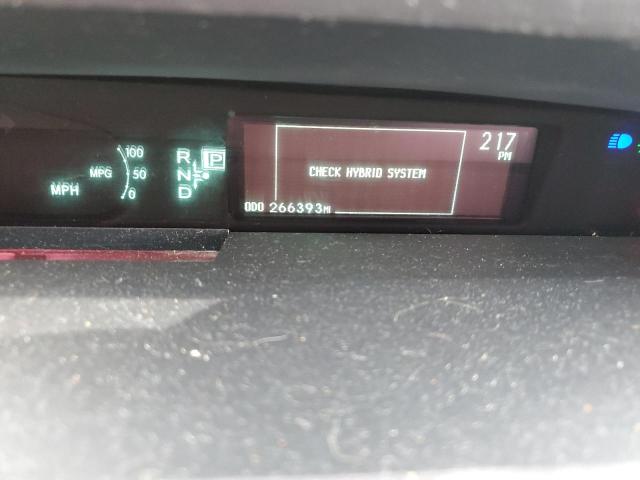 100
R P 217
MPG 50 N CHECK HYBRID SYSTEM PM
MPH 0 D
ODO 266393 MI